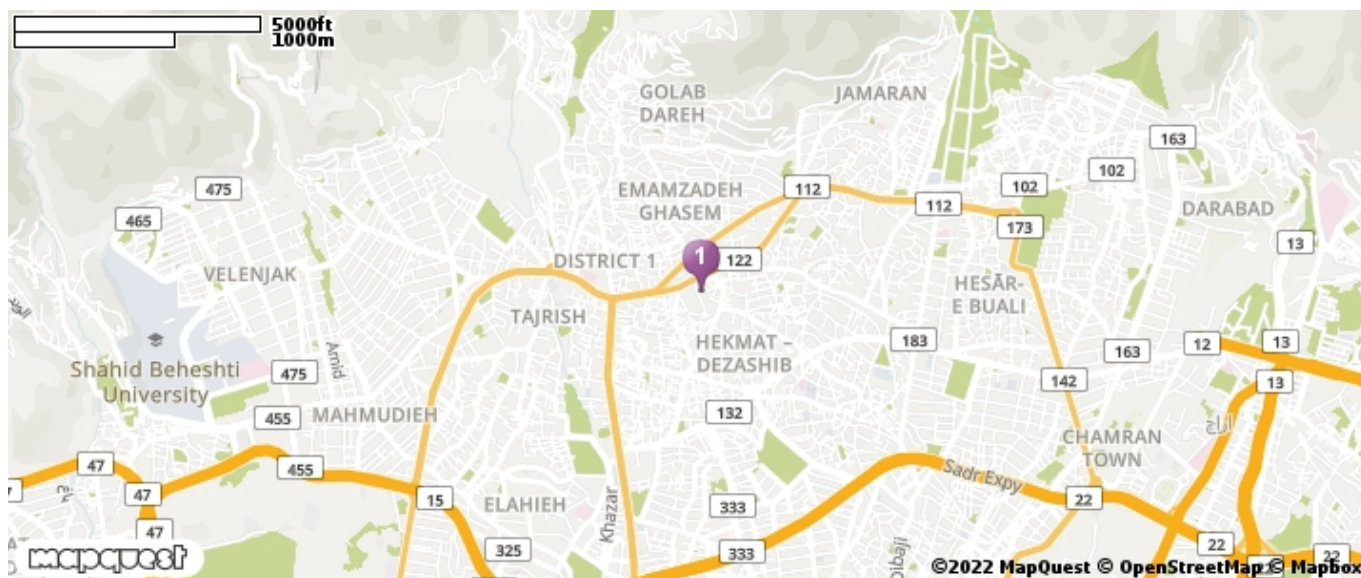 5000ft
1000m
GOLAB
DAREH
JAMARAN
163
102
102
475
112
EMAMZADEH
GHASEM
112
DARABAD
465
173
13
1
122
VELENJAK
DISTRICT 1
HESĀR-
E BUALI
TAJRISH
HEKMAT –
DEZASHIB
183
163
12
13
Shahid Beheshti
University
475
Amid
142
13
MAHMUDIEH
455
132
CHAMRAN
TOWN
47
455
Sadr Expy
47
15
ELAHIEH
Khazar
333
22
47
325
333
22
22
mapquest
©2022 MapQuest © OpenStreetMap © Mapbox